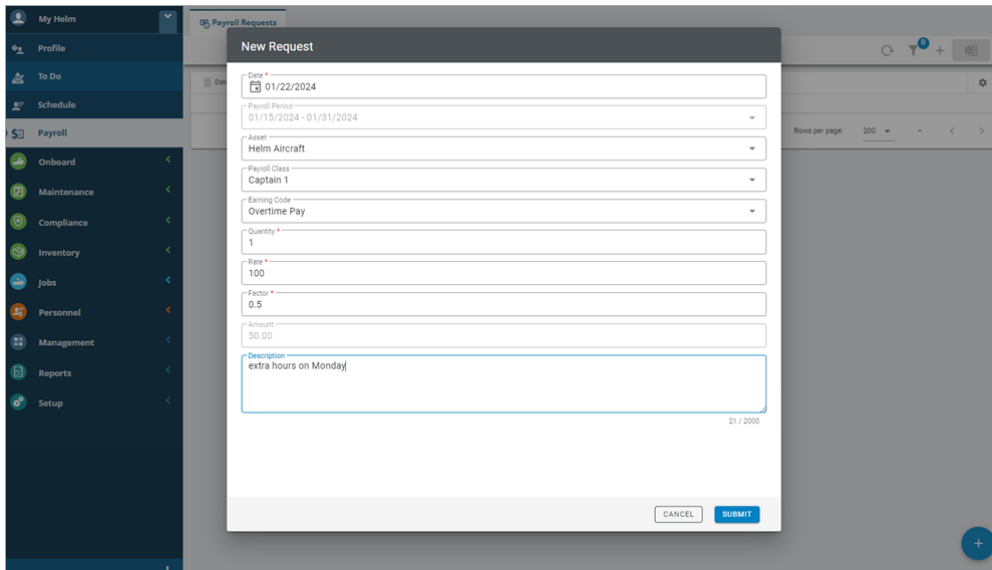 My Helm
Profile
To Do
Schedule
Payroll
Onboard
Maintenance
Compliance
Inventory
Jobs
Personnel
Management
Reports
Setup
Payroll Requests
0
Rows per page: 200 -
New Request
Date *
01/22/2024
Payroll Period
01/15/2024 - 01/31/2024
Asset
Helm Aircraft
Payroll Class
Captain 1
Earning Code
Overtime Pay
Quantity *
1
Rate *
100
Factor *
0.5
Amount
50.00
Description
extra hours on Monday
21 / 2000
CANCEL SUBMIT